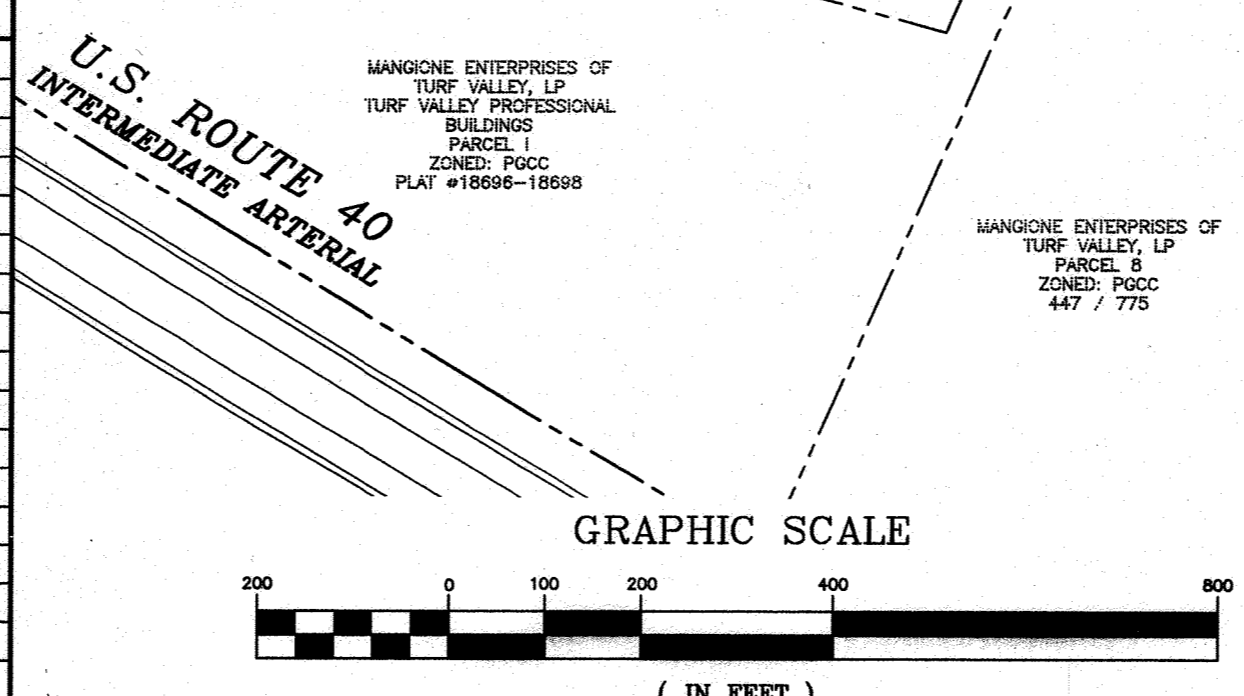 U.S. ROUTE 40
INTERMEDIATE ARTERIAL
MANGIONE ENTERPRISES OF
TURF VALLEY, LP
TURF VALLEY PROFESSIONAL
BUILDINGS
PARCEL I
ZONED: PGCC
PLAT #18696-18698
MANGIONE ENTERPRISES OF
TURF VALLEY, LP
PARCEL 8
ZONED: PGCC
447 / 775
GRAPHIC SCALE
200 0 100 200 400 800
( IN FEET )